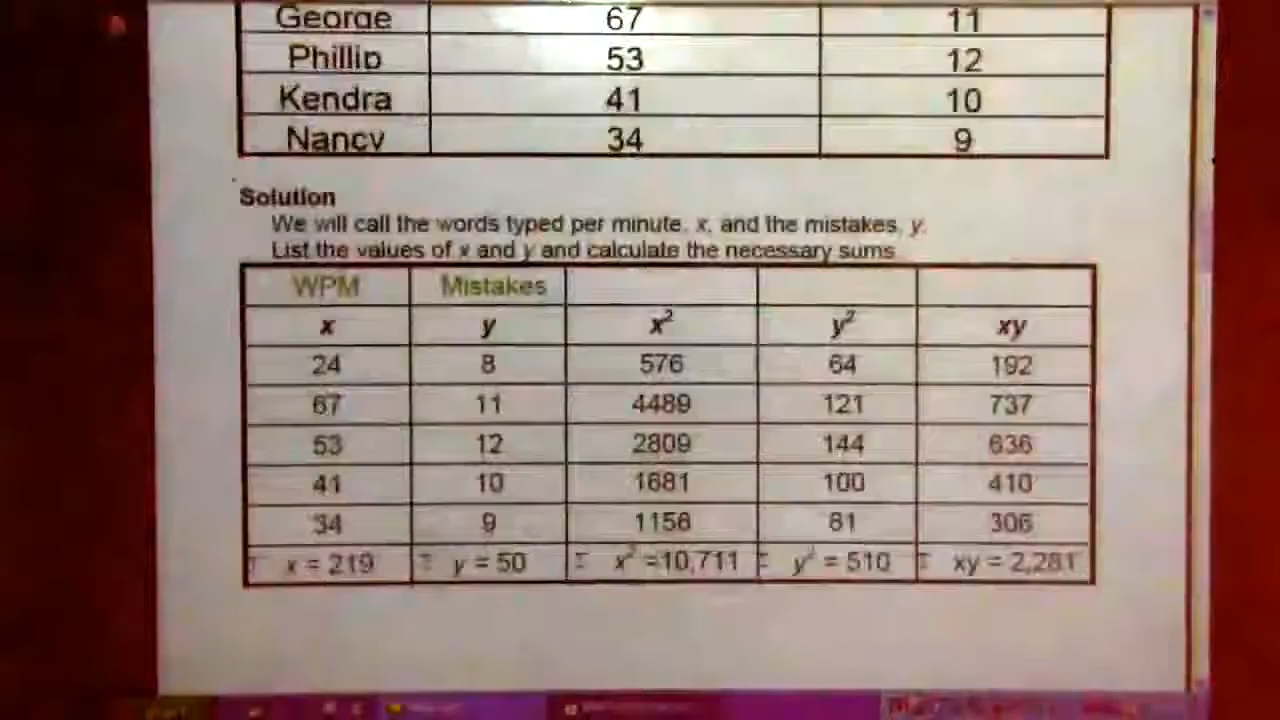 George 67 11
Phillip 53 12
Kendra 41 10
Nancy 34 9
Solution
We will call the words typed per minute, x, and the mistakes, y.
List the values of x and y and calculate the necessary sums.
WPM Mistakes
x y x² y² xy
24 8 576 64 192
67 11 4489 121 737
53 12 2809 144 636
41 10 1681 100 410
34 9 1156 81 306
Σ x = 219 Σ y = 50 Σ x² =10,711 Σ y² = 510 Σ xy = 2,281